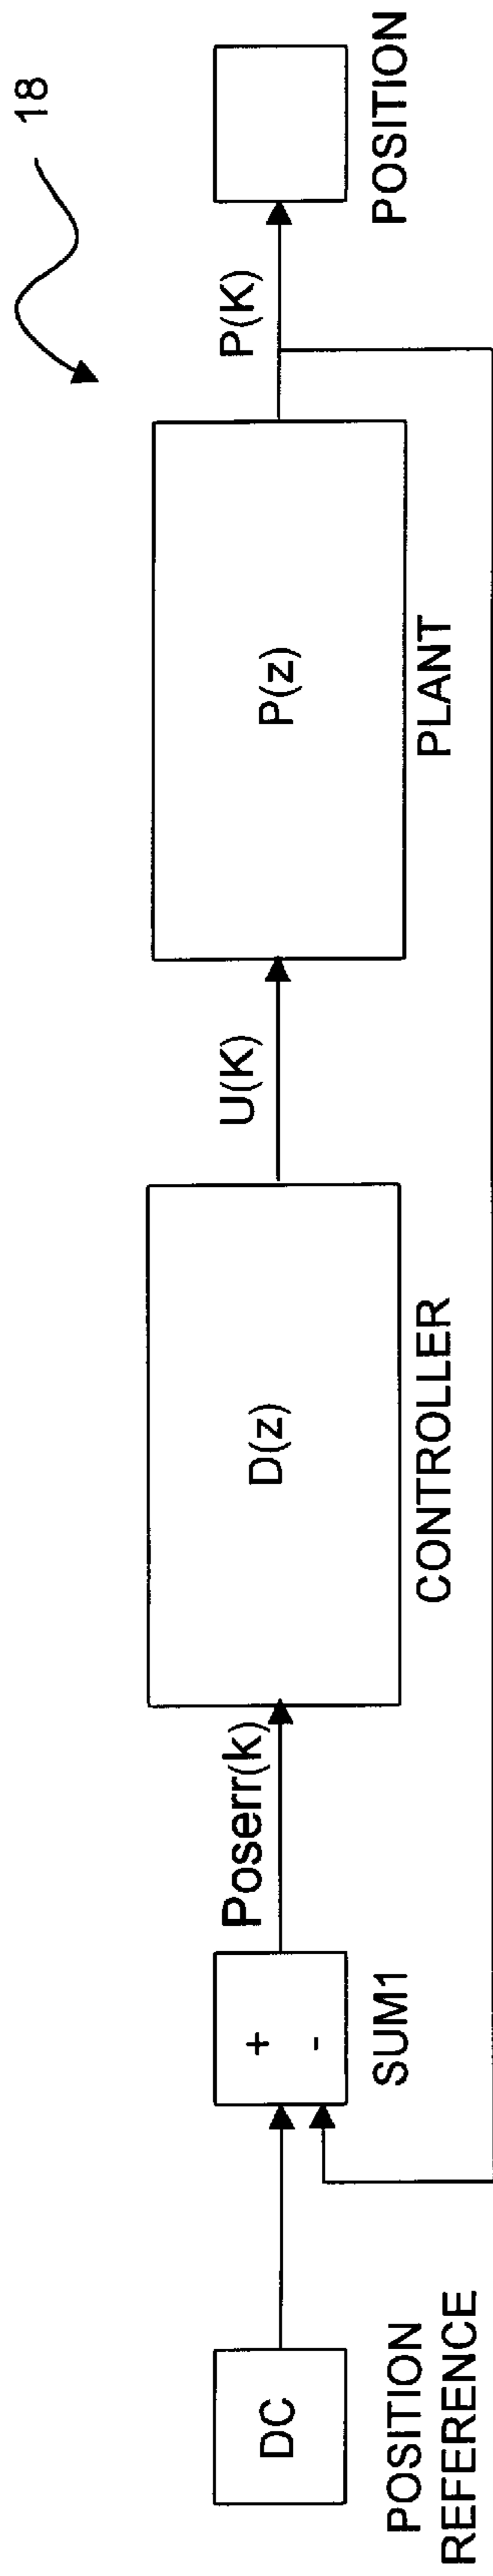 18
DC
POSITION
REFERENCE
+
-
SUM1
Poserr(k)
D(z)
CONTROLLER
U(K)
P(z)
PLANT
P(K)
POSITION